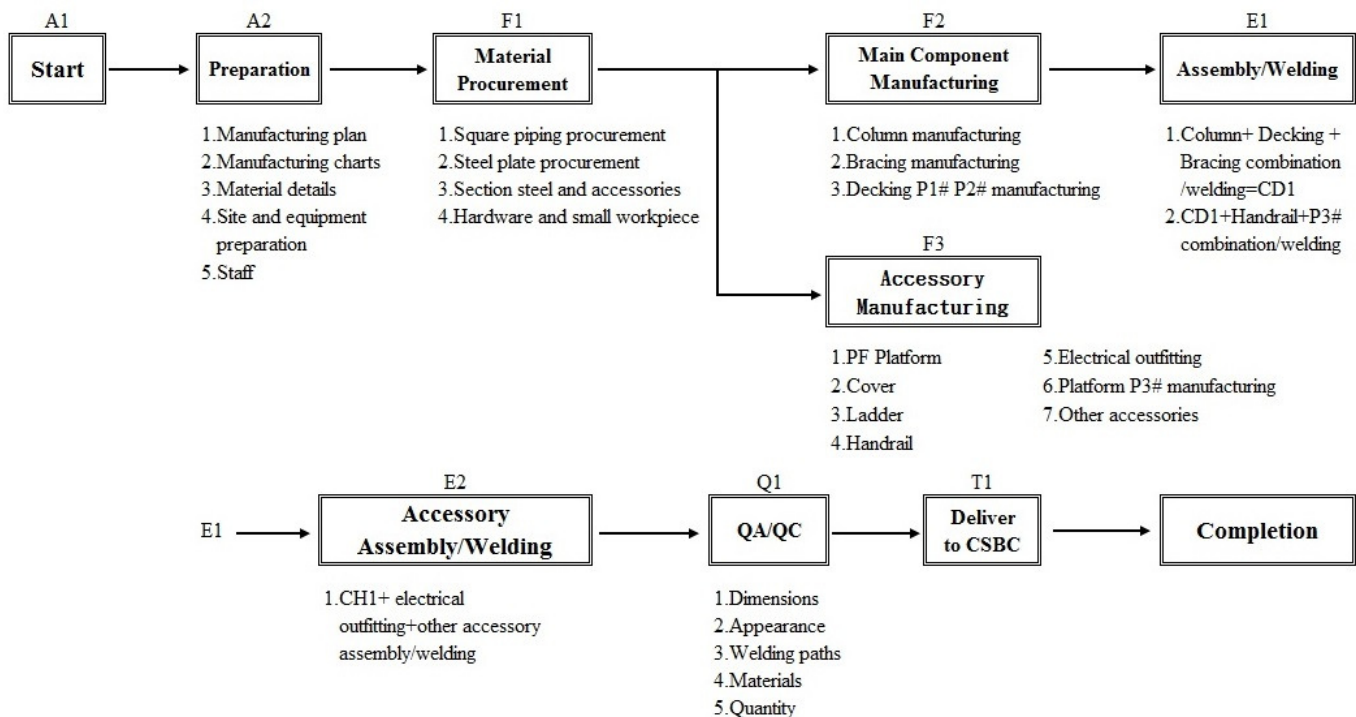 A1
Start
A2
Preparation
1.Manufacturing plan
2.Manufacturing charts
3.Material details
4.Site and equipment
preparation
5.Staff
F1
Material
Procurement
1.Square piping procurement
2.Steel plate procurement
3.Section steel and accessories
4.Hardware and small workpiece
F2
Main Component
Manufacturing
1.Column manufacturing
2.Bracing manufacturing
3.Decking P1# P2# manufacturing
E1
Assembly/Welding
1.Column+ Decking +
Bracing combination
/welding=CD1
2.CD1+Handrail+P3#
combination/welding
F3
Accessory
Manufacturing
1.PF Platform
2.Cover
3.Ladder
4.Handrail
5.Electrical outfitting
6.Platform P3# manufacturing
7.Other accessories
E1
E2
Accessory
Assembly/Welding
1.CH1+ electrical
outfitting+other accessory
assembly/welding
Q1
QA/QC
1.Dimensions
2.Appearance
3.Welding paths
4.Materials
5.Quantity
T1
Deliver
to CSBC
Completion